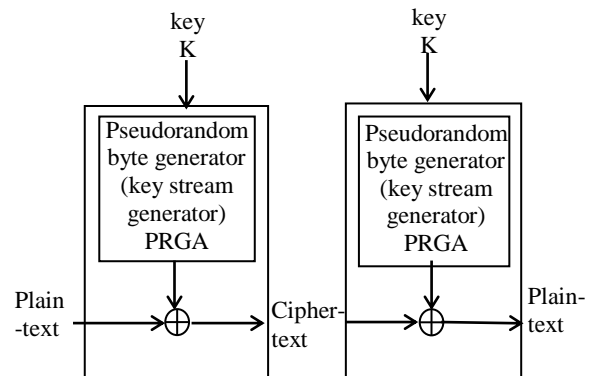 key
K
Pseudorandom
byte generator
(key stream
generator)
PRGA
Plain
-text
Cipher-
text
key
K
Pseudorandom
byte generator
(key stream
generator)
PRGA
Plain-
text